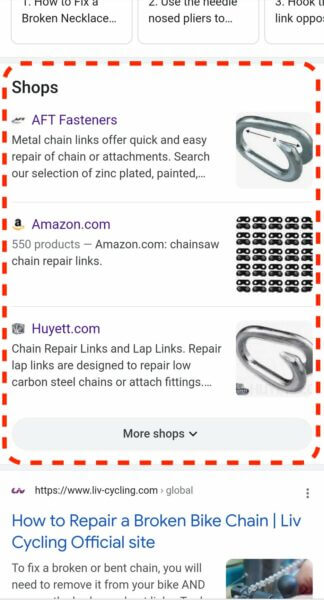 1. How to Fix a
Broken Necklace...
2. Use the needle
nosed pliers to...
3. Hook t
link oppos
Shops
AFT Fasteners
Metal chain links offer quick and easy
repair of chain or attachments. Search
our selection of zinc plated, painted,...
Amazon.com
550 products — Amazon.com: chainsaw
chain repair links.
Huyett.com
Chain Repair Links and Lap Links. Repair
lap links are designed to repair low
carbon steel chains or attach fittings....
More shops
Liv https://www.liv-cycling.com › global
How to Repair a Broken Bike Chain | Liv
Cycling Official site
To fix a broken or bent chain, you will
need to remove it from your bike AND